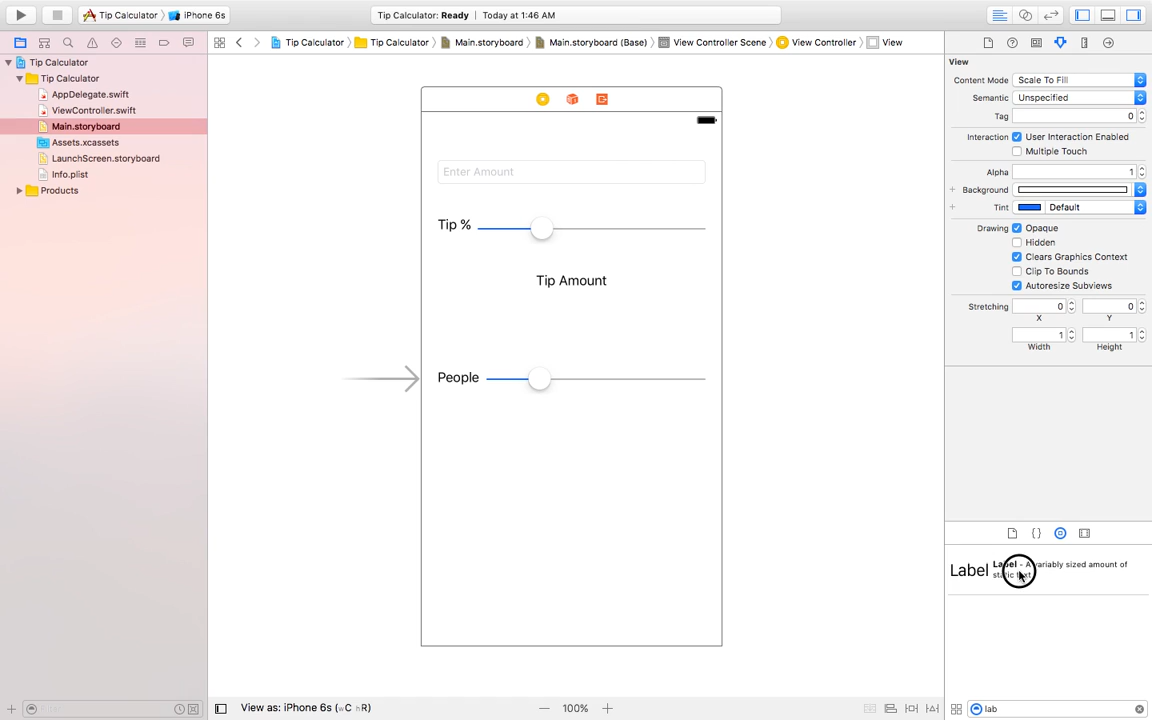 Tip Calculator iPhone 6s
Tip Calculator: Ready Today at 1:46 AM
Tip Calculator Tip Calculator Main.storyboard Main.storyboard (Base) View Controller Scene View Controller View
Tip Calculator
Tip Calculator
AppDelegate.swift
ViewController.swift
Main.storyboard
Assets.xcassets
LaunchScreen.storyboard
Info.plist
Products
Enter Amount
Tip %
Tip Amount
People
View
Content Mode Scale To Fill
Semantic Unspecified
Tag 0
Interaction User Interaction Enabled
Multiple Touch
Alpha 1
Background
Tint Default
Drawing Opaque
Hidden
Clears Graphics Context
Clip To Bounds
Autoresize Subviews
Stretching 0 0
X Y
1 1
Width Height
Label Label - A variably sized amount of
static text
View as: iPhone 6s (wC hR)
100%
lab